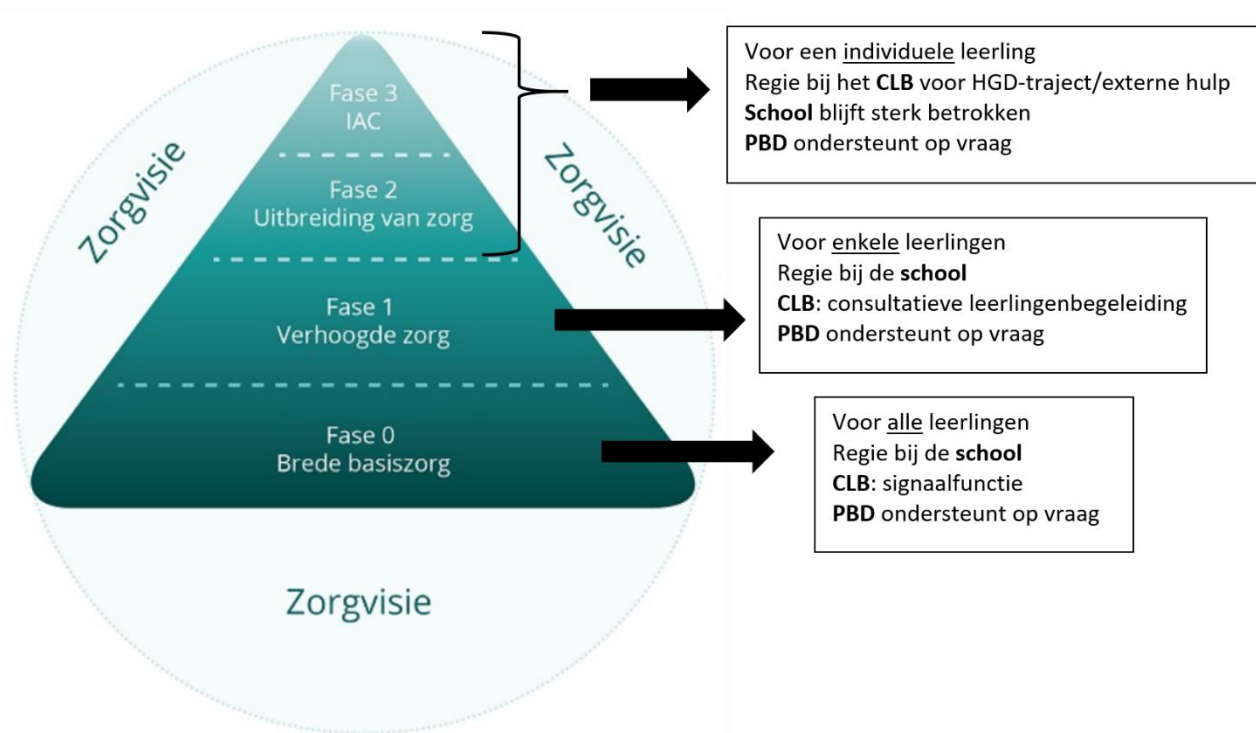 Fase 3
IAC
Fase 2
Uitbreiding van zorg
Fase 1
Verhoogde zorg
Fase 0
Brede basiszorg
Zorgvisie
Zorgvisie
Zorgvisie
Voor een individuele leerling
Regie bij het CLB voor HGD-traject/externe hulp
School blijft sterk betrokken
PBD ondersteunt op vraag
Voor enkele leerlingen
Regie bij de school
CLB: consultatieve leerlingenbegeleiding
PBD ondersteunt op vraag
Voor alle leerlingen
Regie bij de school
CLB: signaalfunctie
PBD ondersteunt op vraag